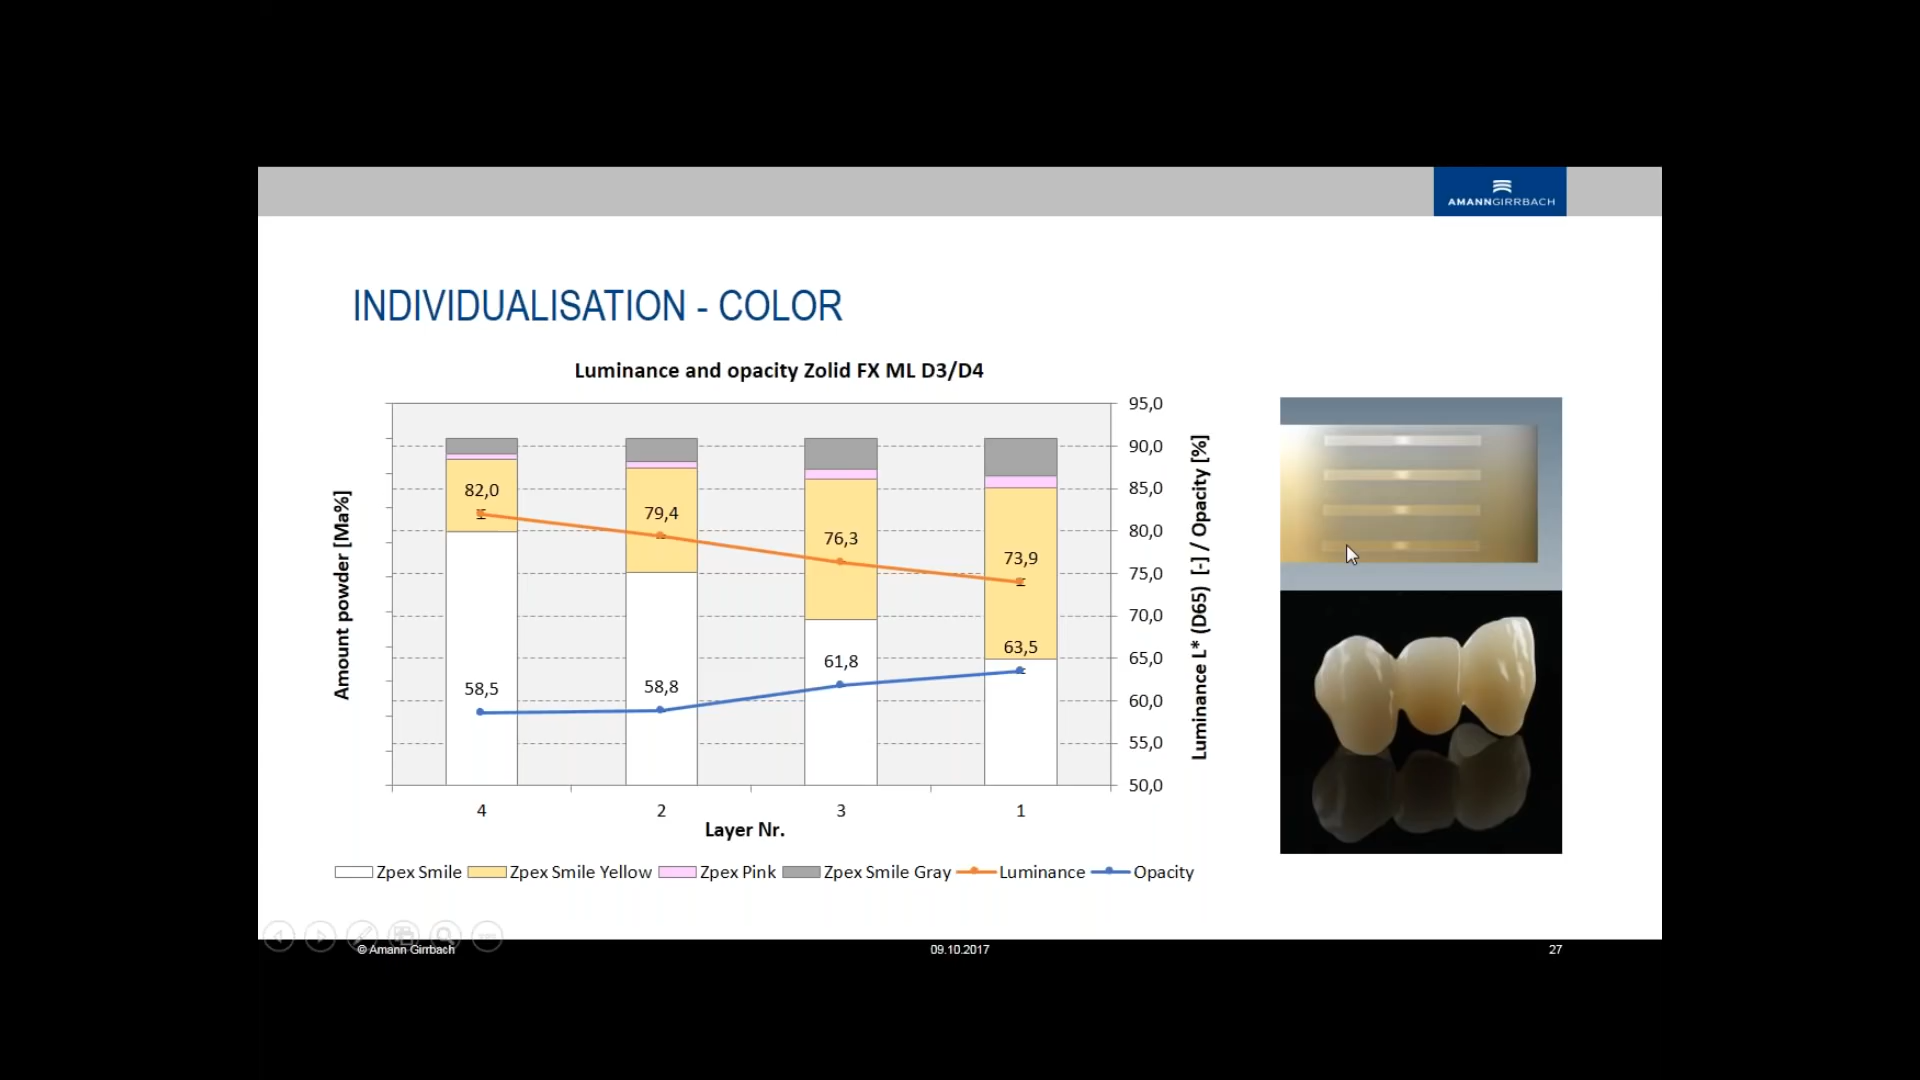 AMANNGIRRBACH
INDIVIDUALISATION - COLOR
Luminance and opacity Zolid FX ML D3/D4
Amount powder [Ma%]
82,0
79,4
76,3
73,9
58,5
58,8
61,8
63,5
95,0
90,0
85,0
80,0
75,0
70,0
65,0
60,0
55,0
50,0
Luminance L* (D65) [-] / Opacity [%]
4 2 3 1
Layer Nr.
Zpex Smile Zpex Smile Yellow Zpex Pink Zpex Smile Gray Luminance Opacity
© Amann Girrbach 09.10.2017 27